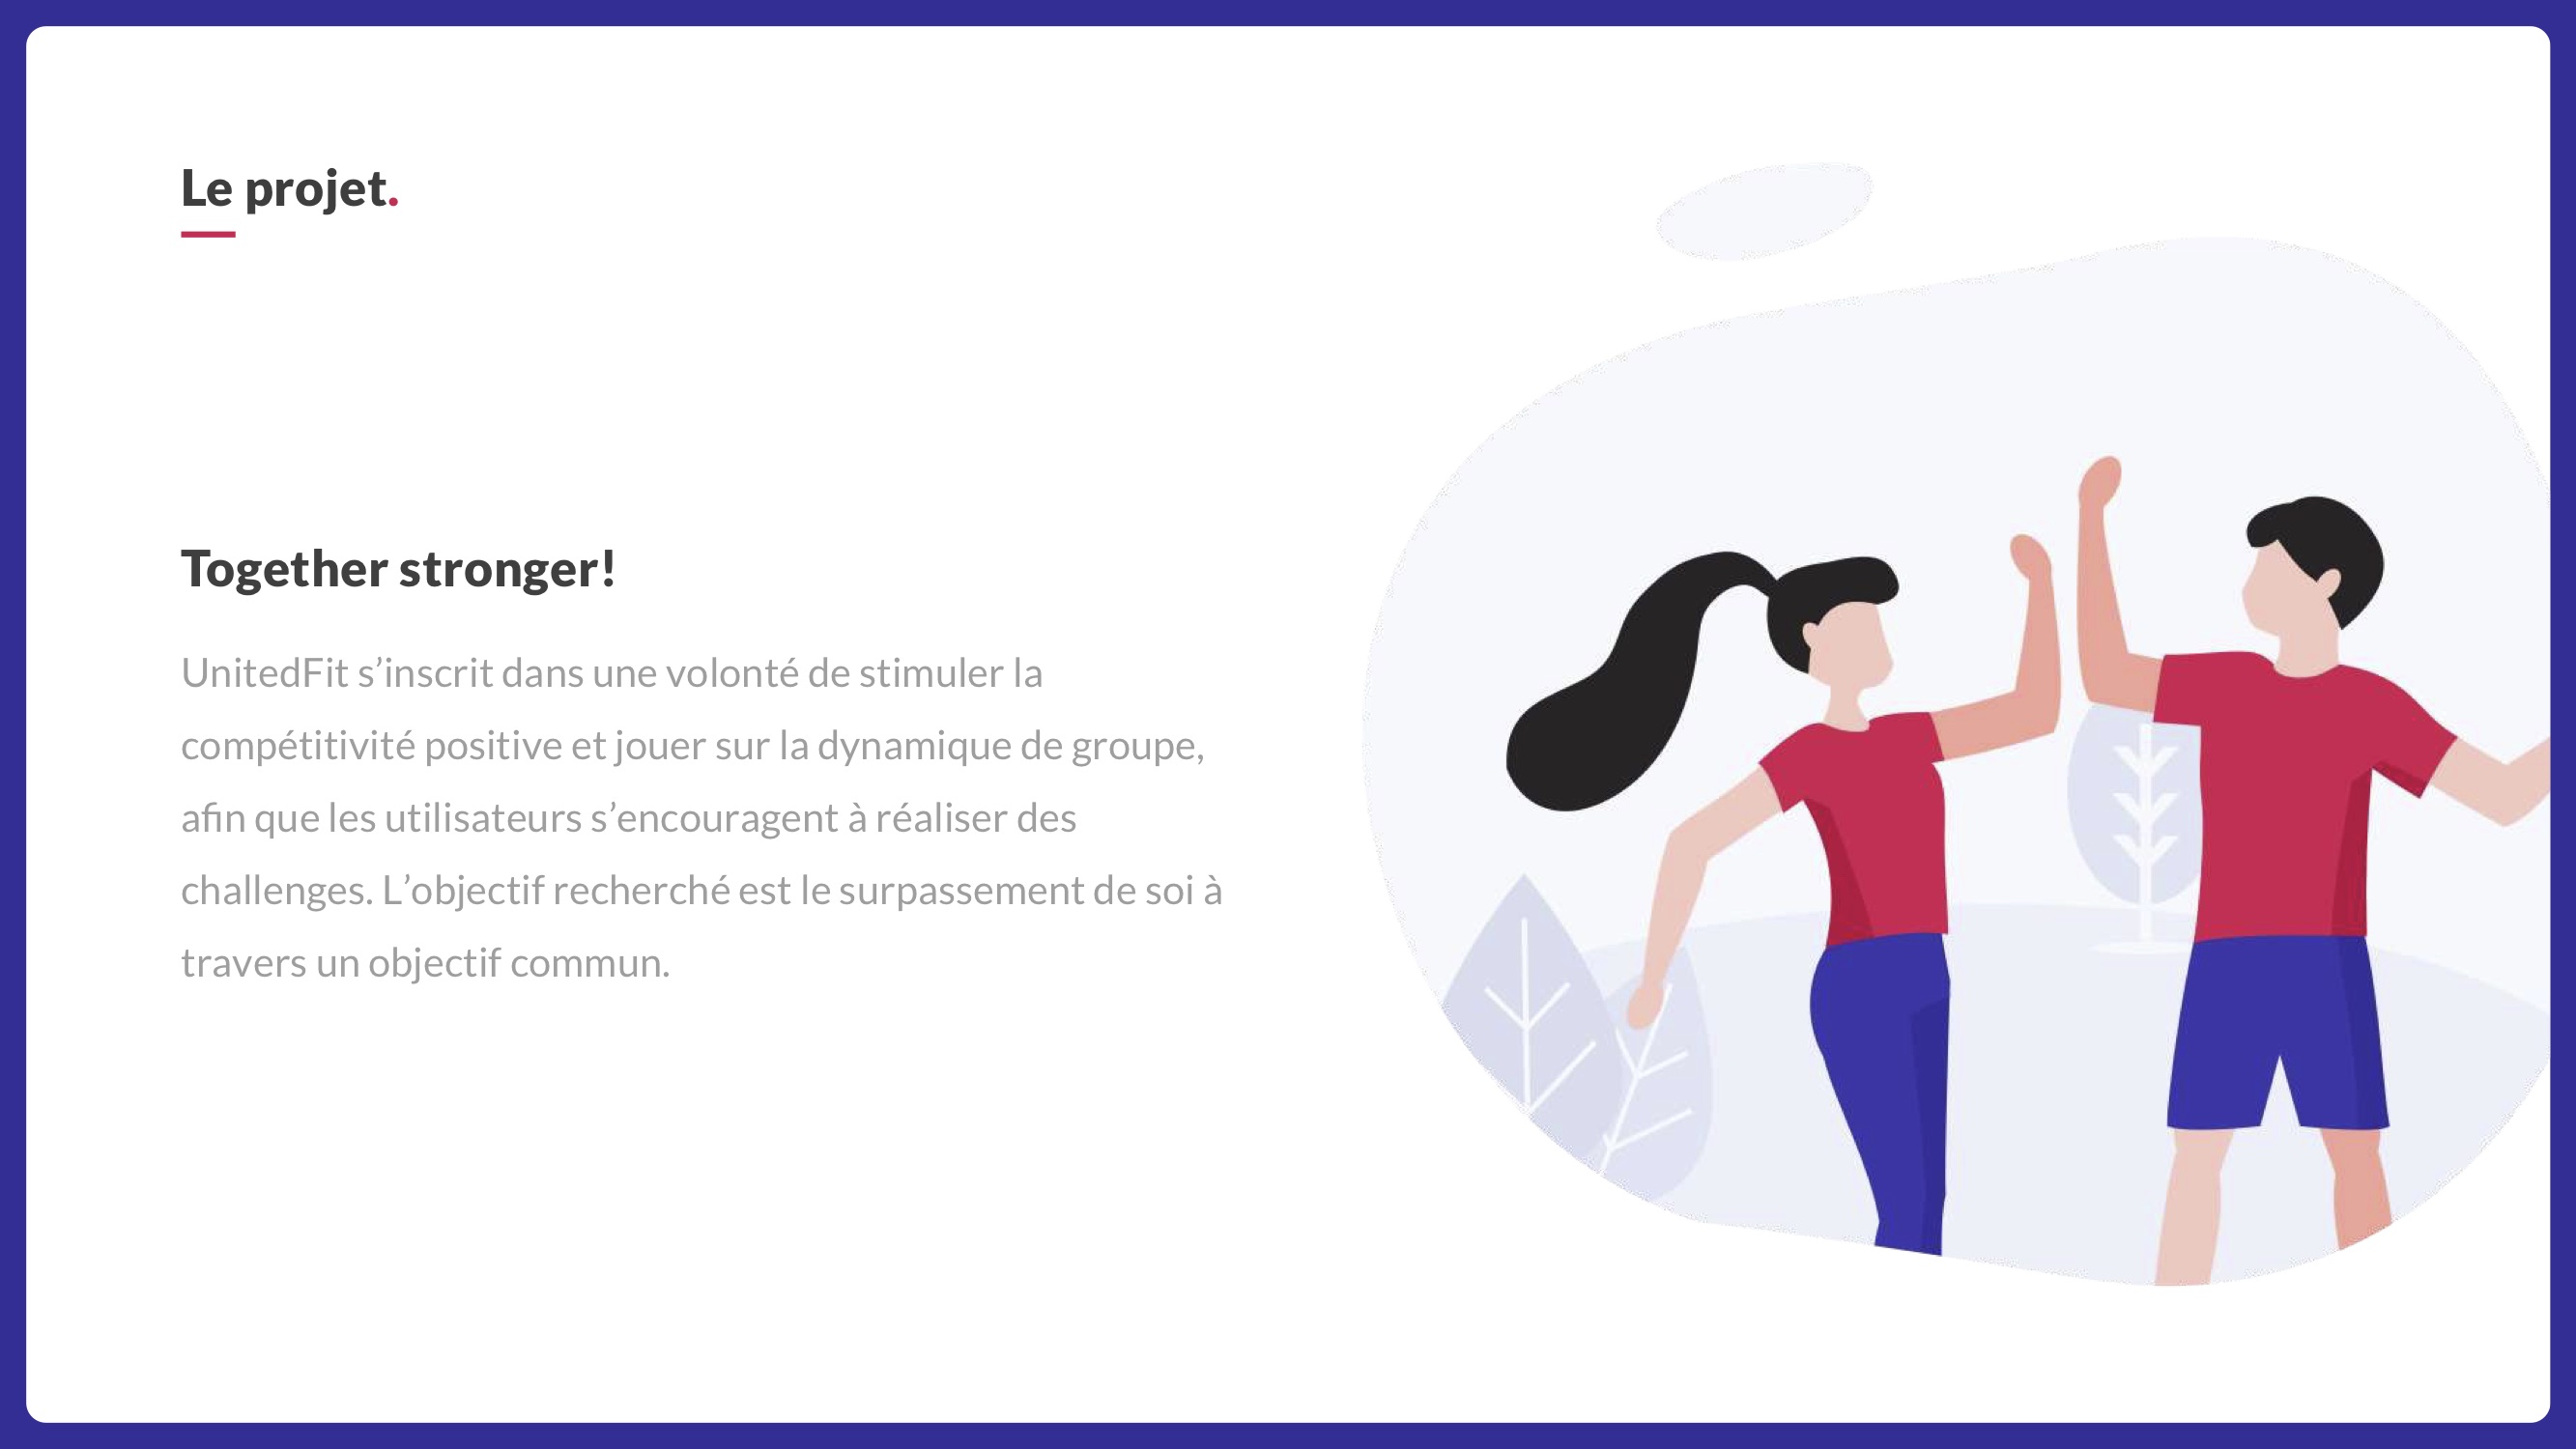 Le projet.
Together stronger!
UnitedFit s’inscrit dans une volonté de stimuler la
compétitivité positive et jouer sur la dynamique de groupe,
afin que les utilisateurs s’encouragent à réaliser des
challenges. L’objectif recherché est le surpassement de soi à
travers un objectif commun.